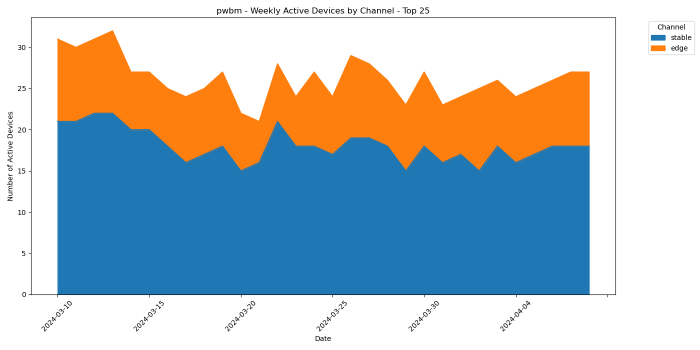 pwbm - Weekly Active Devices by Channel - Top 25
Channel
stable
edge
Number of Active Devices
30
25
20
15
10
5
0
2024-03-10
2024-03-15
2024-03-20
2024-03-25
2024-03-30
2024-04-04
Date